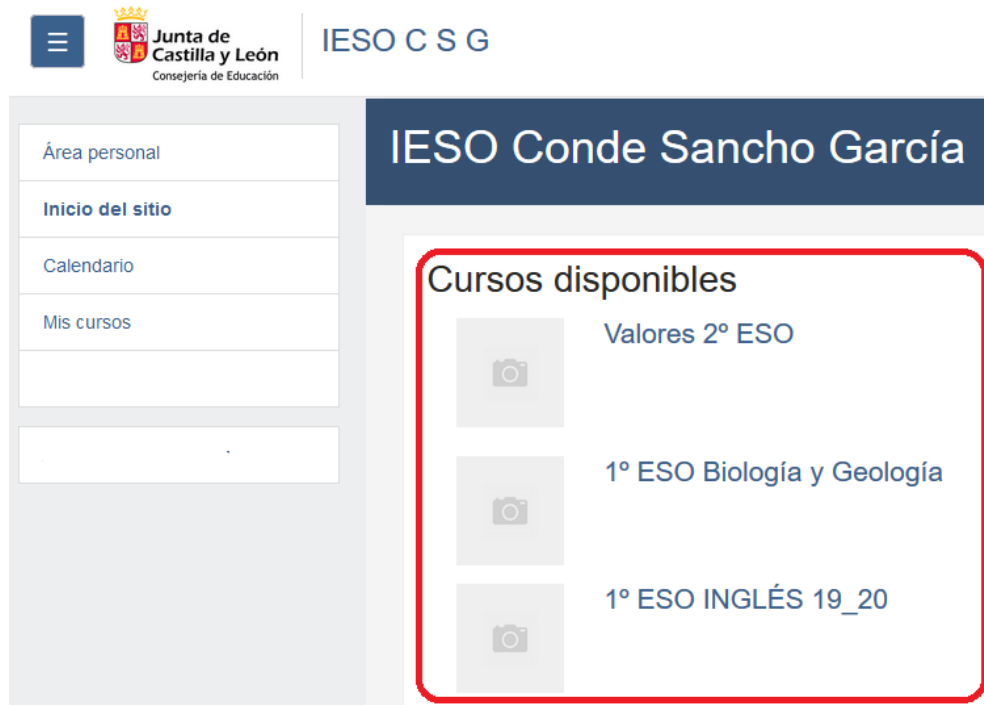 Junta de
Castilla y León
Consejería de Educación
IESO C S G
Área personal
Inicio del sitio
Calendario
Mis cursos
IESO Conde Sancho García
Cursos disponibles
Valores 2º ESO
1º ESO Biología y Geología
1º ESO INGLÉS 19_20